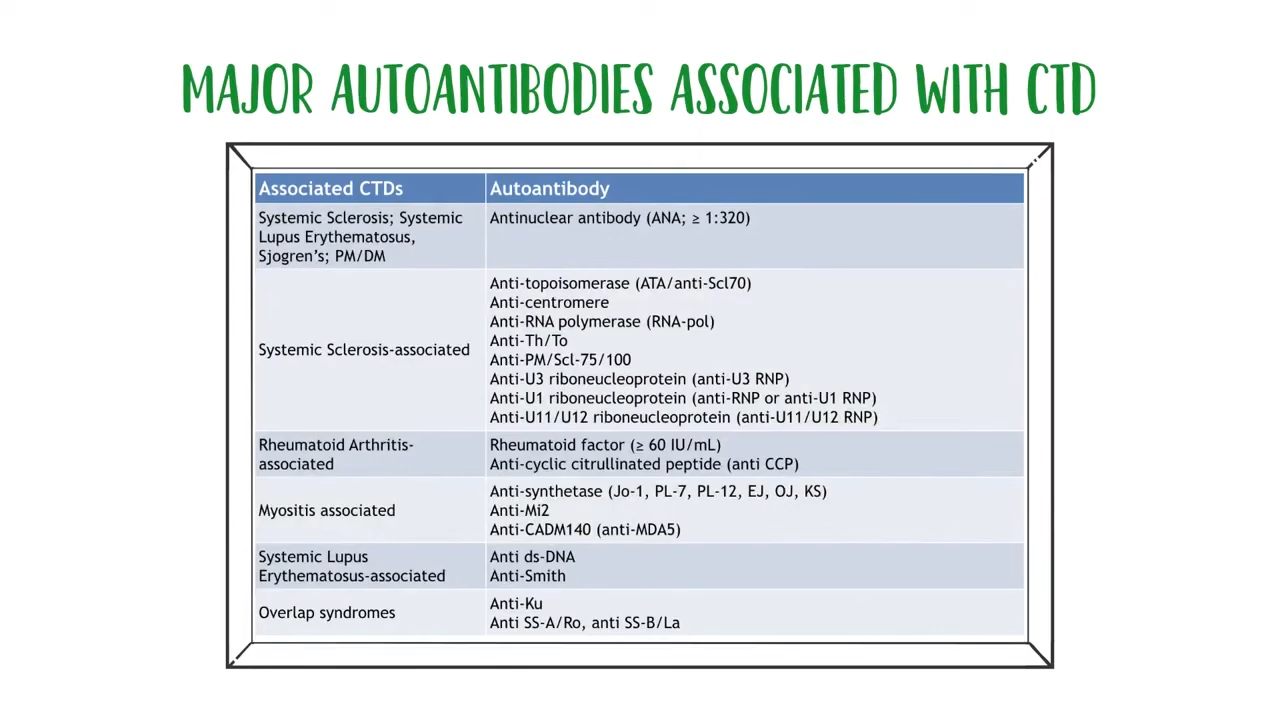 MAJOR AUTOANTIBODIES ASSOCIATED WITH CTD
Associated CTDs
Autoantibody
Systemic Sclerosis; Systemic
Lupus Erythematosus,
Sjogren's; PM/DM
Antinuclear antibody (ANA; ≥ 1:320)
Systemic Sclerosis-associated
Anti-topoisomerase (ATA/anti-Scl70)
Anti-centromere
Anti-RNA polymerase (RNA-pol)
Anti-Th/To
Anti-PM/Scl-75/100
Anti-U3 riboneucleoprotein (anti-U3 RNP)
Anti-U1 riboneucleoprotein (anti-RNP or anti-U1 RNP)
Anti-U11/U12 riboneucleoprotein (anti-U11/U12 RNP)
Rheumatoid Arthritis-
associated
Rheumatoid factor (≥ 60 IU/mL)
Anti-cyclic citrullinated peptide (anti CCP)
Myositis associated
Anti-synthetase (Jo-1, PL-7, PL-12, EJ, OJ, KS)
Anti-Mi2
Anti-CADM140 (anti-MDA5)
Systemic Lupus
Erythematosus-associated
Anti ds-DNA
Anti-Smith
Overlap syndromes
Anti-Ku
Anti SS-A/Ro, anti SS-B/La